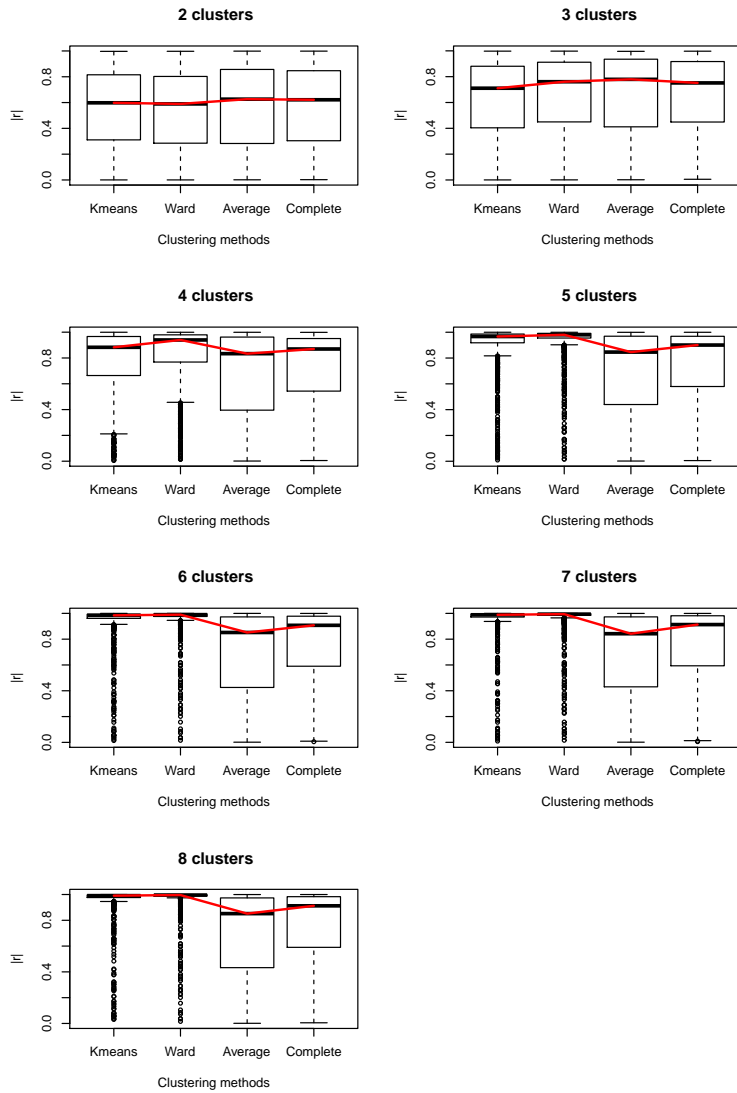 2 clusters
|r|
0.8
0.4
0.0
Kmeans Ward Average Complete
Clustering methods
3 clusters
|r|
0.8
0.4
0.0
Kmeans Ward Average Complete
Clustering methods
4 clusters
|r|
0.8
0.4
0.0
Kmeans Ward Average Complete
Clustering methods
5 clusters
|r|
0.8
0.4
0.0
Kmeans Ward Average Complete
Clustering methods
6 clusters
|r|
0.8
0.4
0.0
Kmeans Ward Average Complete
Clustering methods
7 clusters
|r|
0.8
0.4
0.0
Kmeans Ward Average Complete
Clustering methods
8 clusters
|r|
0.8
0.4
0.0
Kmeans Ward Average Complete
Clustering methods